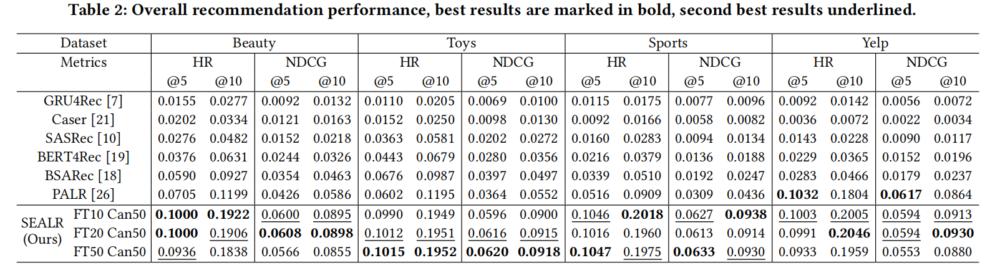 Table 2: Overall recommendation performance, best results are marked in bold, second best results underlined.
Dataset Beauty Toys Sports Yelp
Metrics HR NDCG HR NDCG HR NDCG HR NDCG
@5 @10 @5 @10 @5 @10 @5 @10 @5 @10 @5 @10 @5 @10 @5 @10
GRU4Rec [7] 0.0155 0.0277 0.0092 0.0132 0.0110 0.0205 0.0069 0.0100 0.0115 0.0175 0.0077 0.0096 0.0092 0.0142 0.0056 0.0072
Caser [21] 0.0202 0.0334 0.0121 0.0163 0.0152 0.0250 0.0098 0.0130 0.0092 0.0166 0.0058 0.0082 0.0036 0.0072 0.0022 0.0034
SASRec [10] 0.0276 0.0482 0.0152 0.0218 0.0363 0.0581 0.0202 0.0272 0.0160 0.0283 0.0094 0.0134 0.0143 0.0228 0.0090 0.0117
BERT4Rec [19] 0.0376 0.0631 0.0244 0.0326 0.0443 0.0679 0.0280 0.0356 0.0216 0.0379 0.0136 0.0188 0.0229 0.0365 0.0152 0.0196
BSARec [18] 0.0590 0.0927 0.0354 0.0463 0.0676 0.0987 0.0397 0.0497 0.0339 0.0510 0.0192 0.0247 0.0283 0.0466 0.0179 0.0237
PALR [26] 0.0705 0.1199 0.0426 0.0586 0.0602 0.1195 0.0364 0.0552 0.0516 0.0909 0.0309 0.0436 0.1032 0.1804 0.0617 0.0864
SEALR (Ours) FT10 Can50 0.1000 0.1922 0.0600 0.0895 0.0990 0.1949 0.0596 0.0900 0.1046 0.2018 0.0627 0.0938 0.1003 0.2005 0.0594 0.0913
FT20 Can50 0.1000 0.1906 0.0608 0.0898 0.1012 0.1951 0.0616 0.0915 0.1016 0.1960 0.0613 0.0914 0.0991 0.2046 0.0594 0.0930
FT50 Can50 0.0936 0.1838 0.0566 0.0855 0.1015 0.1952 0.0620 0.0918 0.1047 0.1975 0.0633 0.0930 0.0933 0.1959 0.0553 0.0880